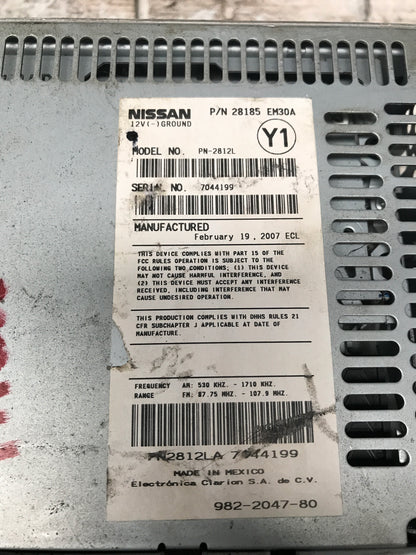 NISSAN P/N 28185 EM30A
12V(-)GROUND
Y1
MODEL NO. PN-2812L
SERIAL NO. 7044199
MANUFACTURED
February 19, 2007 ECL
THIS DEVICE COMPLIES WITH PART 15 OF THE
FCC RULES OPERATION IS SUBJECT TO THE
FOLLOWING TWO CONDITIONS, (1) THIS DEVICE
MAY NOT CAUSE HARMFUL INTERFERENCE, AND
(2) THIS DEVICE MUST ACCEPT ANY INTERFERENCE
RECEIVED, INCLUDING INTERFERENCE THAT MAY
CAUSE UNDESIRED OPERATION.
THIS PRODUCTION COMPLIES WITH DHHS RULES 21
CFR SUBCHAPTER J APPLICABLE AT DATE OF
MANUFACTURE.
FREQUENCY AM: 530 KHZ. - 1710 KHZ.
RANGE FM: 87.75 MHZ. - 107.9 MHZ.
PN2812LA 7044199
MADE IN MEXICO
Electrónica Clarion S.A. de C.V.
982-2047-80